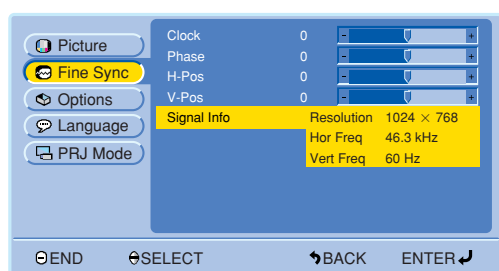 Picture
Fine Sync
Options
Language
PRJ Mode
Clock 0 - +
Phase 0 - +
H-Pos 0 - +
V-Pos 0 - +
Signal Info Resolution 1024 × 768
Hor Freq 46.3 kHz
Vert Freq 60 Hz
END SELECT BACK ENTER